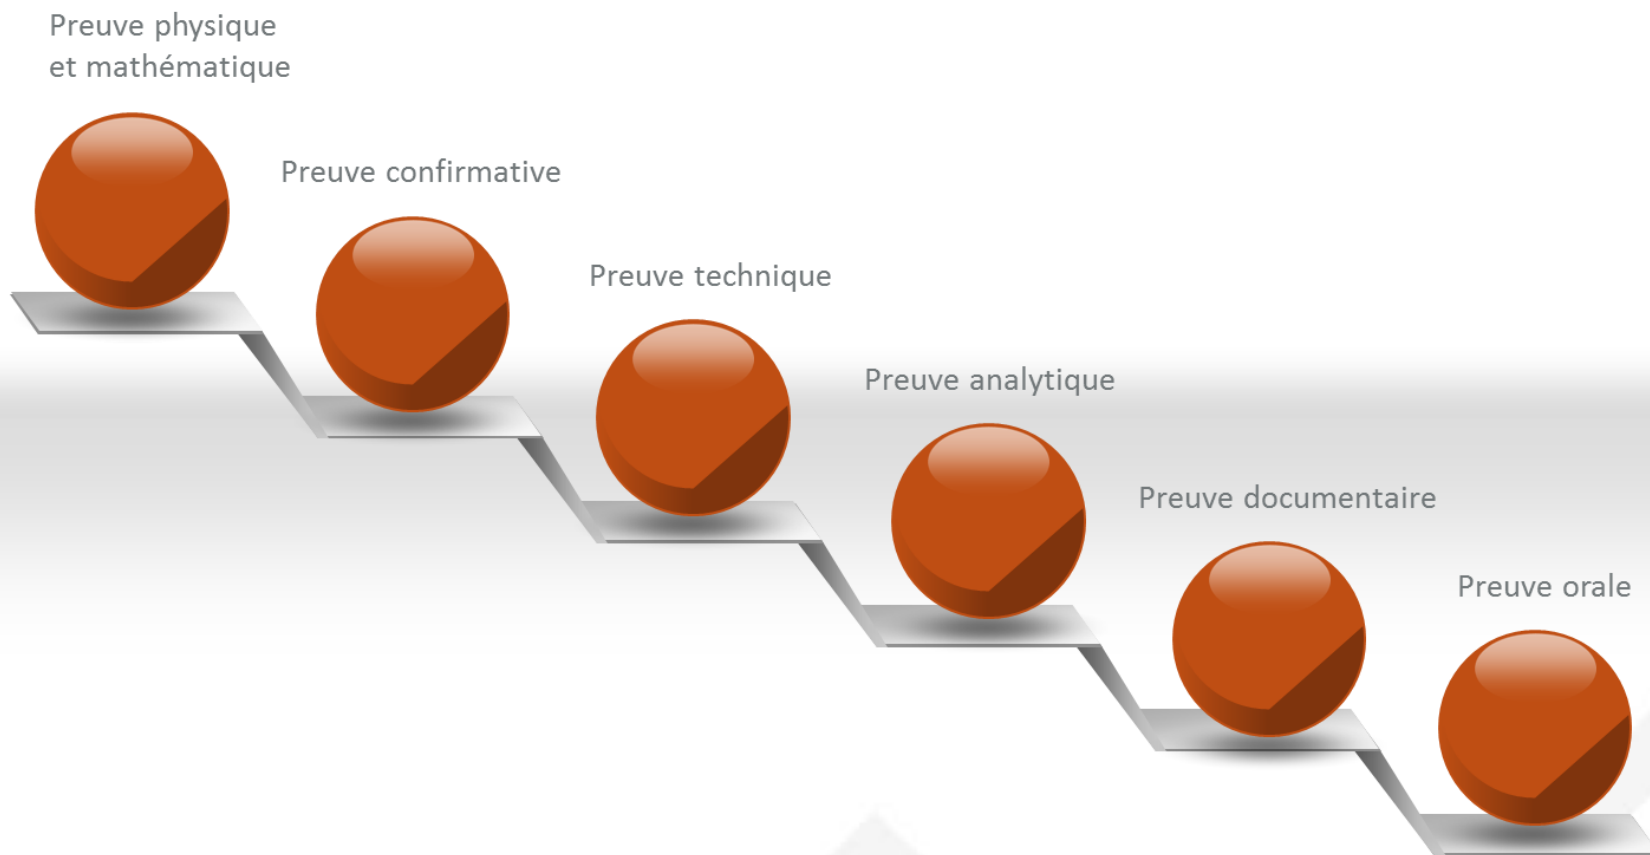 Preuve physique
et mathématique
Preuve confirmative
Preuve technique
Preuve analytique
Preuve documentaire
Preuve orale